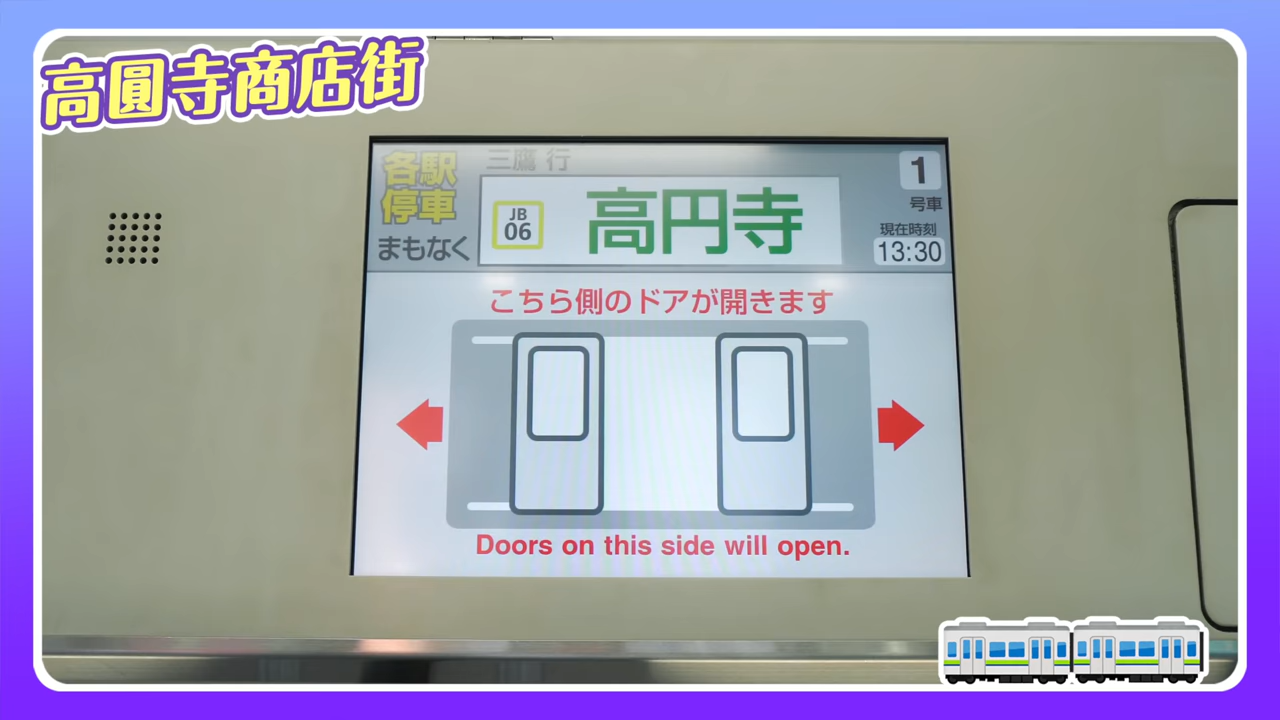 高圓寺商店街
各駅停車
三鷹 行
まもなく
JB
06
高円寺
1
号車
現在時刻
13:30
こちら側のドアが開きます
Doors on this side will open.